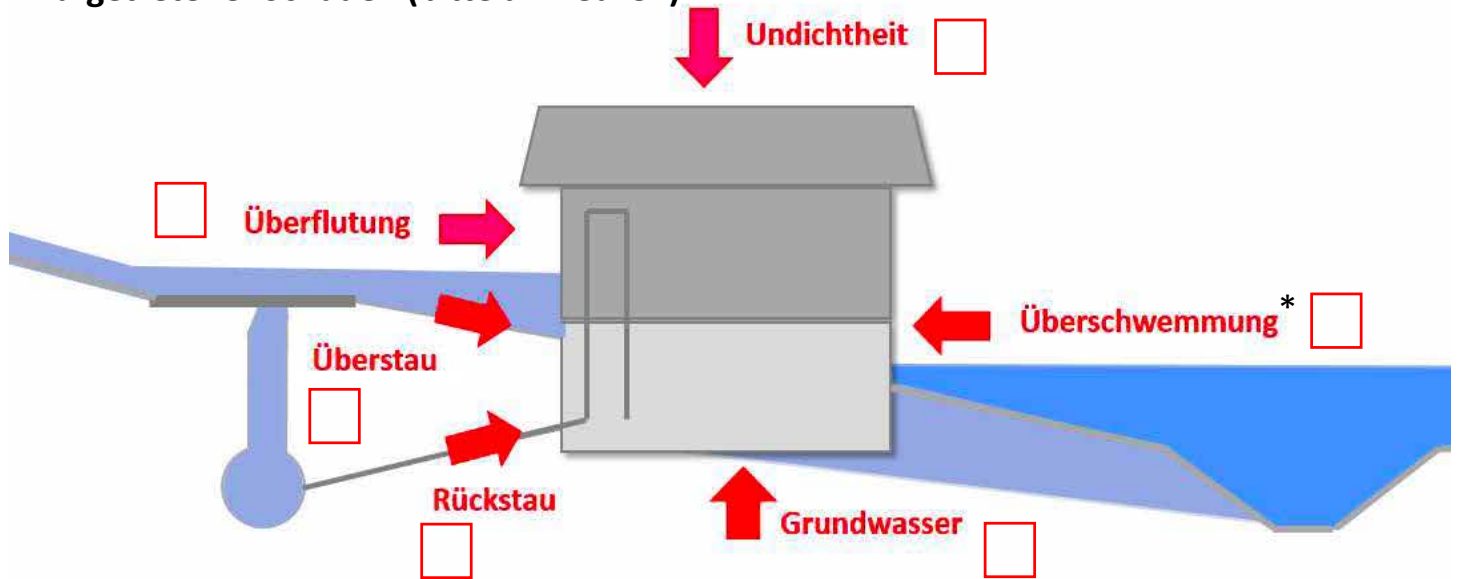 Undichtheit
Überflutung
Überschwemmung*
Überstau
Rückstau
Grundwasser